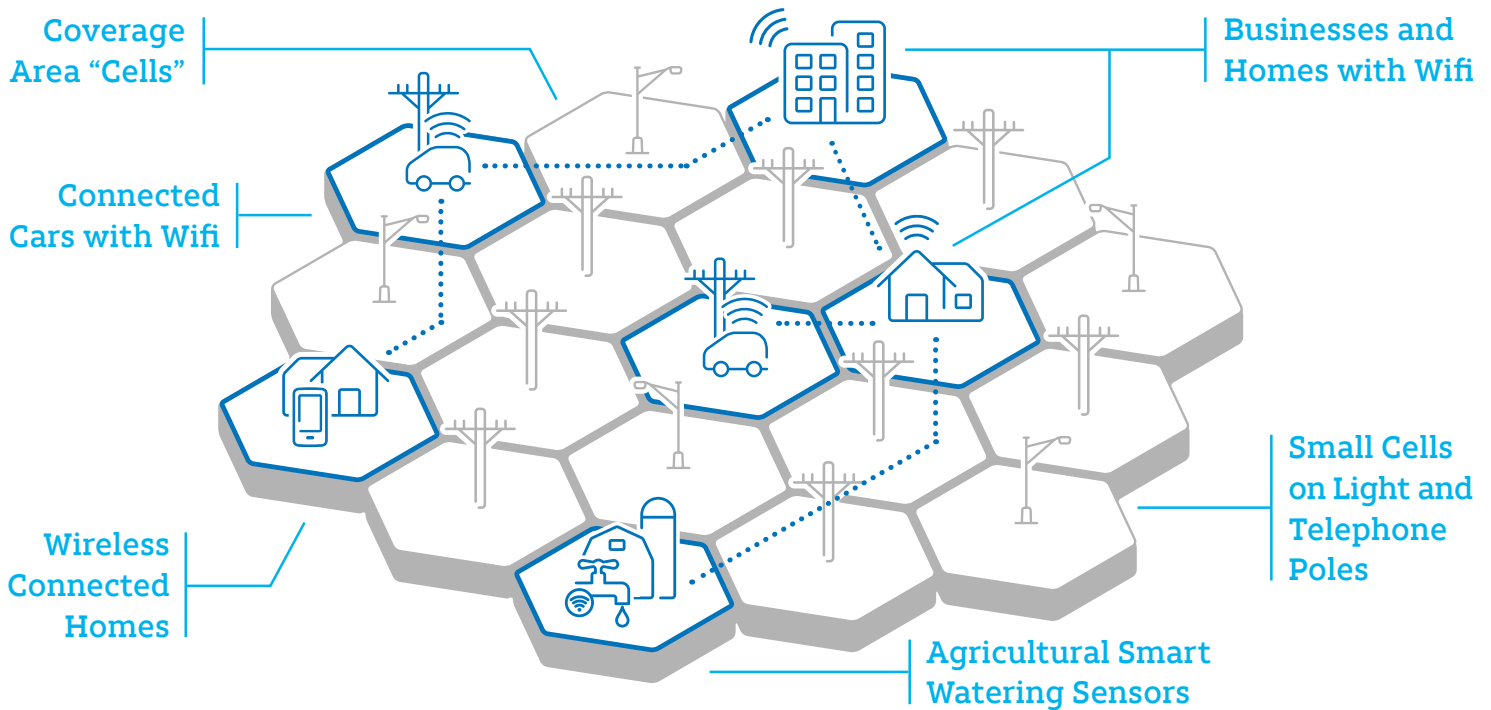 Coverage
Area “Cells”
Businesses and
Homes with Wifi
Connected
Cars with Wifi
Small Cells
on Light and
Telephone
Poles
Wireless
Connected
Homes
Agricultural Smart
Watering Sensors